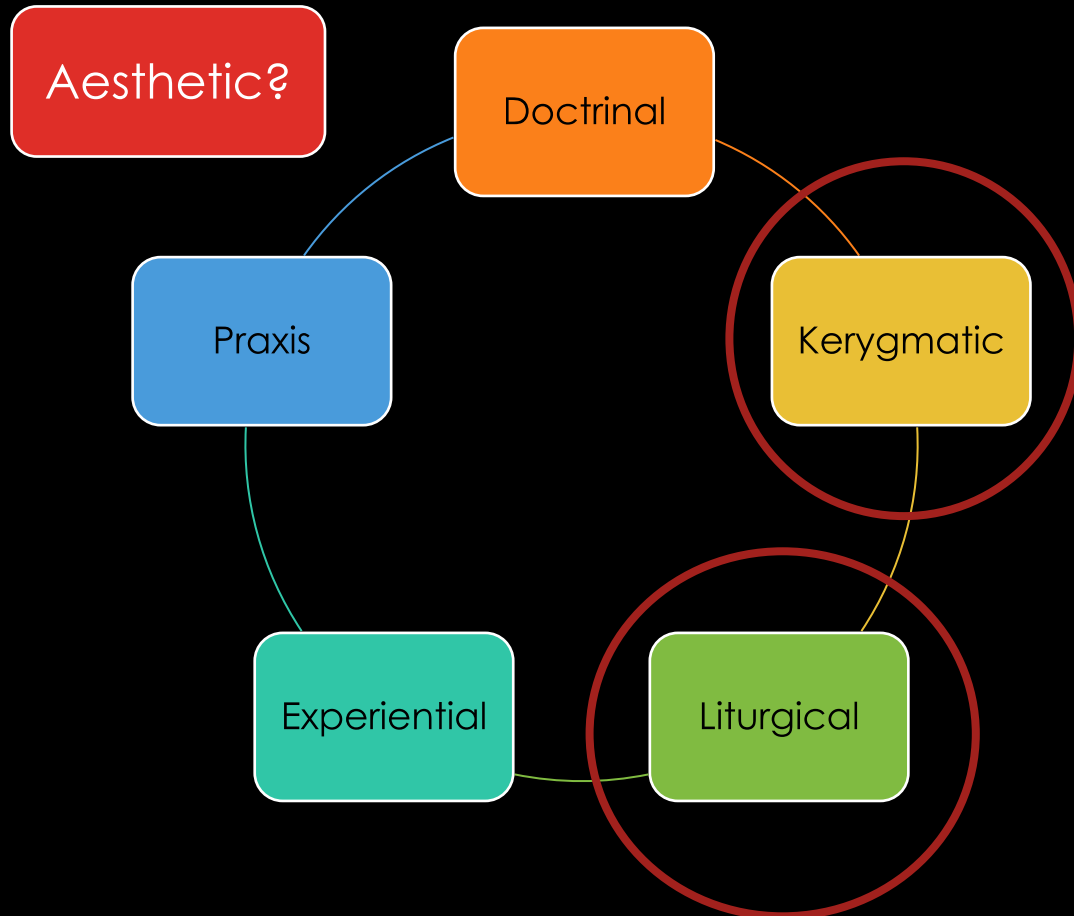 Aesthetic?
Doctrinal
Praxis
Kerygmatic
Experiential
Liturgical